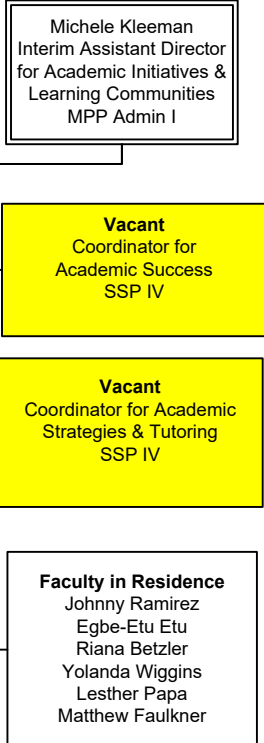 Michele Kleeman
Interim Assistant Director
for Academic Initiatives &
Learning Communities
MPP Admin I
Vacant
Coordinator for
Academic Success
SSP IV
Vacant
Coordinator for Academic
Strategies & Tutoring
SSP IV
Faculty in Residence
Johnny Ramirez
Egbe-Etu Etu
Riana Betzler
Yolanda Wiggins
Lesther Papa
Matthew Faulkner